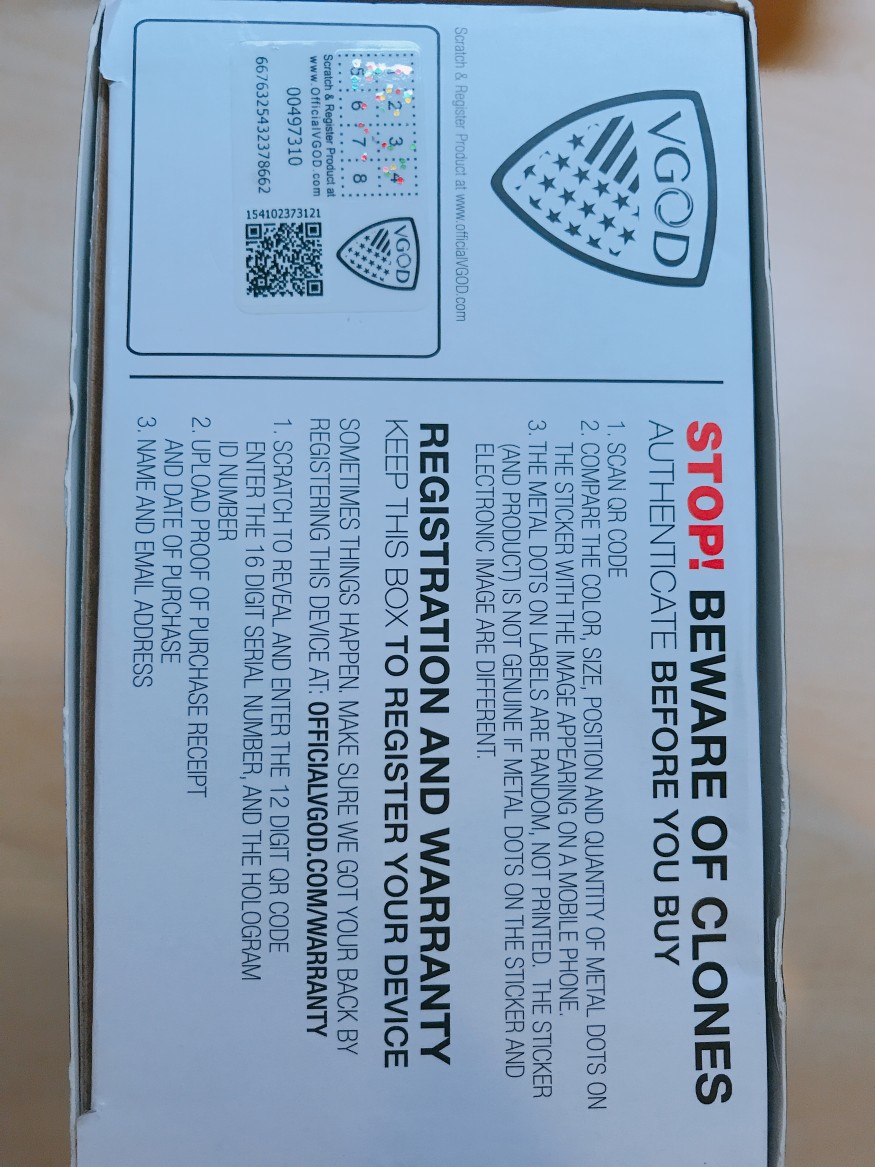 VGOD
Scratch & Register Product at www.officialVGOD.com
1 2 3 4
5 6 7 8
Scratch & Register Product at
www.OfficialVGOD.com
00497310
6676325432378662
VGOD
154102373121
STOP! BEWARE OF CLONES
AUTHENTICATE BEFORE YOU BUY
1. SCAN QR CODE
2. COMPARE THE COLOR, SIZE, POSITION AND QUANTITY OF METAL DOTS ON
THE STICKER WITH THE IMAGE APPEARING ON A MOBILE PHONE.
3. THE METAL DOTS ON LABELS ARE RANDOM, NOT PRINTED. THE STICKER
(AND PRODUCT) IS NOT GENUINE IF METAL DOTS ON THE STICKER AND
ELECTRONIC IMAGE ARE DIFFERENT.
REGISTRATION AND WARRANTY
KEEP THIS BOX TO REGISTER YOUR DEVICE
SOMETIMES THINGS HAPPEN. MAKE SURE WE GOT YOUR BACK BY
REGISTERING THIS DEVICE AT: OFFICIALVGOD.COM/WARRANTY
1. SCRATCH TO REVEAL AND ENTER THE 12 DIGIT QR CODE
ENTER THE 16 DIGIT SERIAL NUMBER, AND THE HOLOGRAM
ID NUMBER
2. UPLOAD PROOF OF PURCHASE RECEIPT
AND DATE OF PURCHASE
3. NAME AND EMAIL ADDRESS